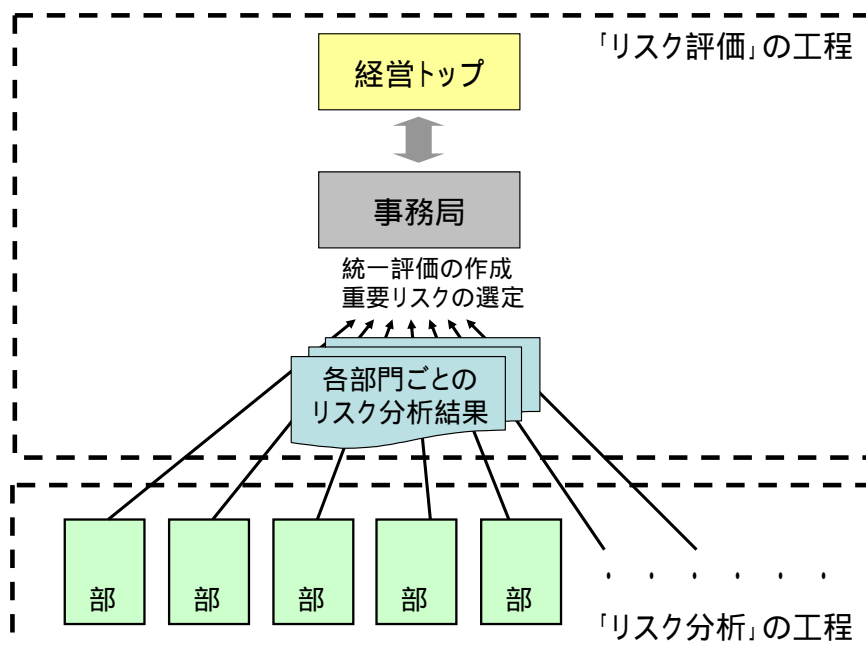 「リスク評価」の工程
経営トップ
事務局
統一評価の作成
重要リスクの選定
各部門ごとの
リスク分析結果
部
部
部
部
部
・ ・ ・ ・ ・ ・
「リスク分析」の工程